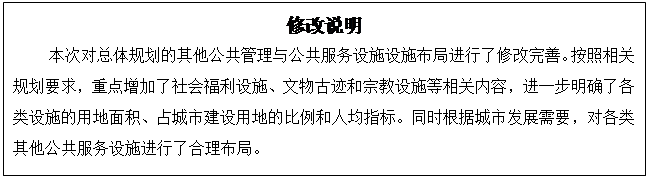 修改说明
本次对总体规划的其他公共管理与公共服务设施设施布局进行了修改完善。按照相关
规划要求，重点增加了社会福利设施、文物古迹和宗教设施等相关内容，进一步明确了各
类设施的用地面积、占城市建设用地的比例和人均指标。同时根据城市发展需要，对各类
其他公共服务设施进行了合理布局。